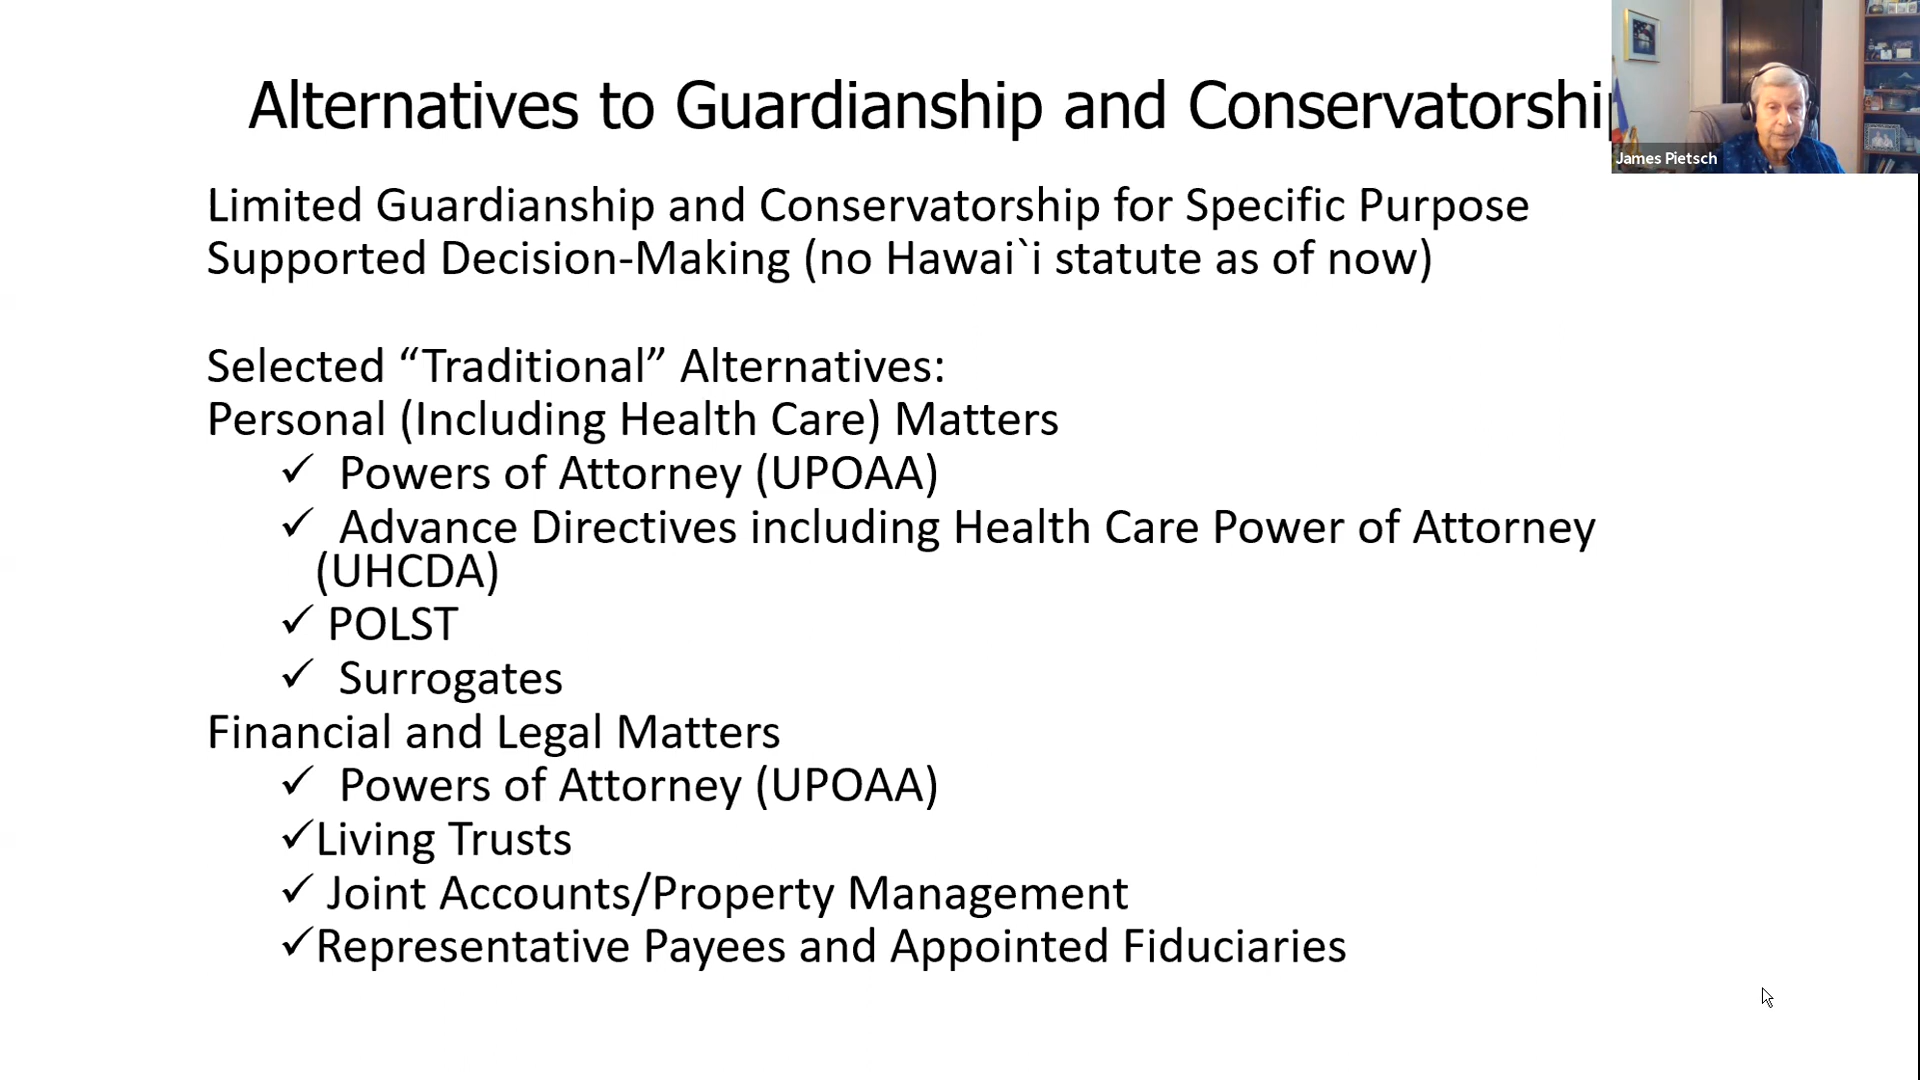 Alternatives to Guardianship and Conservatorshi
James Pietsch
Limited Guardianship and Conservatorship for Specific Purpose
Supported Decision-Making (no Hawai`i statute as of now)
Selected “Traditional” Alternatives:
Personal (Including Health Care) Matters
✓ Powers of Attorney (UPOAA)
✓ Advance Directives including Health Care Power of Attorney
(UHCDA)
✓ POLST
✓ Surrogates
Financial and Legal Matters
✓ Powers of Attorney (UPOAA)
✓Living Trusts
✓ Joint Accounts/Property Management
✓Representative Payees and Appointed Fiduciaries